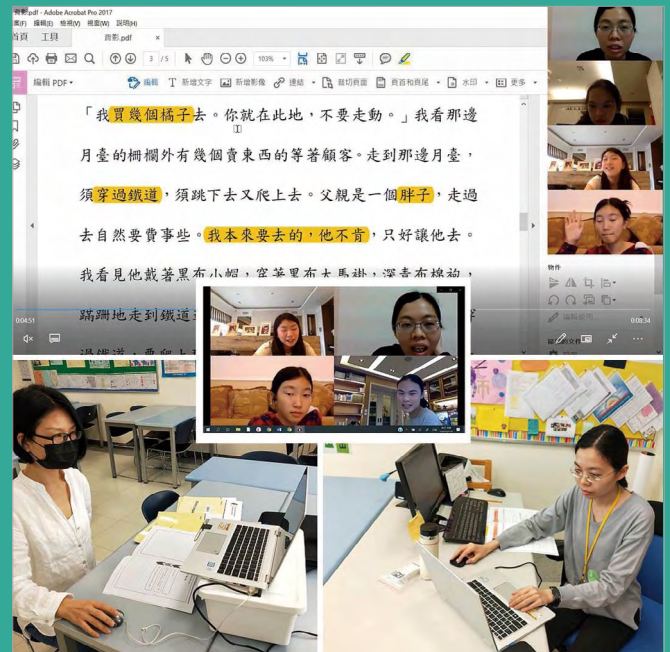 背影.pdf - Adobe Acrobat Pro 2017
案(F) 編輯(E) 檢視(V) 視窗(W) 說明(H)
首頁 工具 背影.pdf ×
3 / 5 103%
編輯 PDF 編輯 新增文字 新增影像 連結 裁切頁面 頁首和頁尾 水印 更多
「我買幾個橘子去。你就在此地,不要走動。」我看那邊
月臺的柵欄外有幾個賣東西的等著顧客。走到那邊月臺,
須穿過鐵道,須跳下去又爬上去。父親是一個胖子,走過
去自然要費事些。我本來要去的,他不肯,只好讓他去。
我看見他戴著黑布小帽,穿著黑布大馬褂,深青布棉袍,
蹣跚地走到鐵道
物件
0:04:51
0:08:34